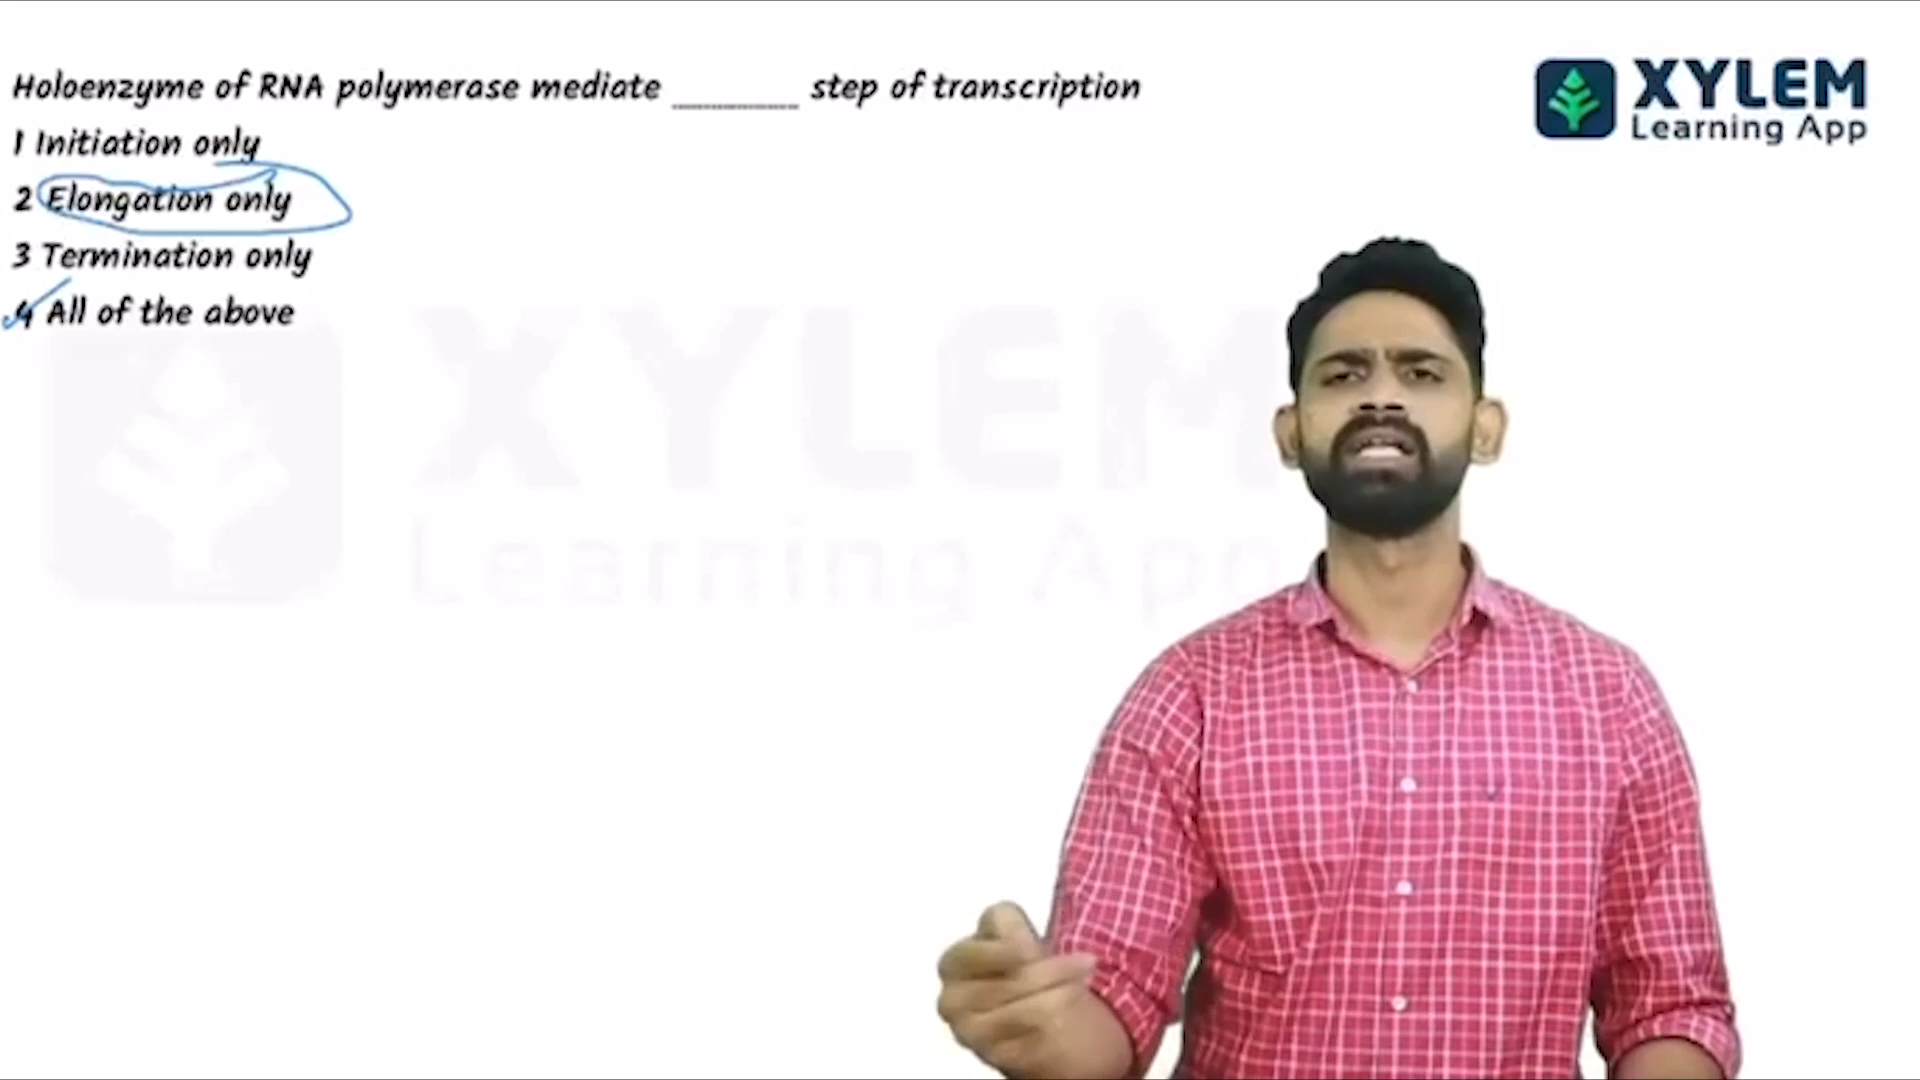 Holoenzyme of RNA polymerase mediate ________ step of transcription
1 Initiation only
2 Elongation only
3 Termination only
4 All of the above
XYLEM
Learning App
XYLEM
Learning App